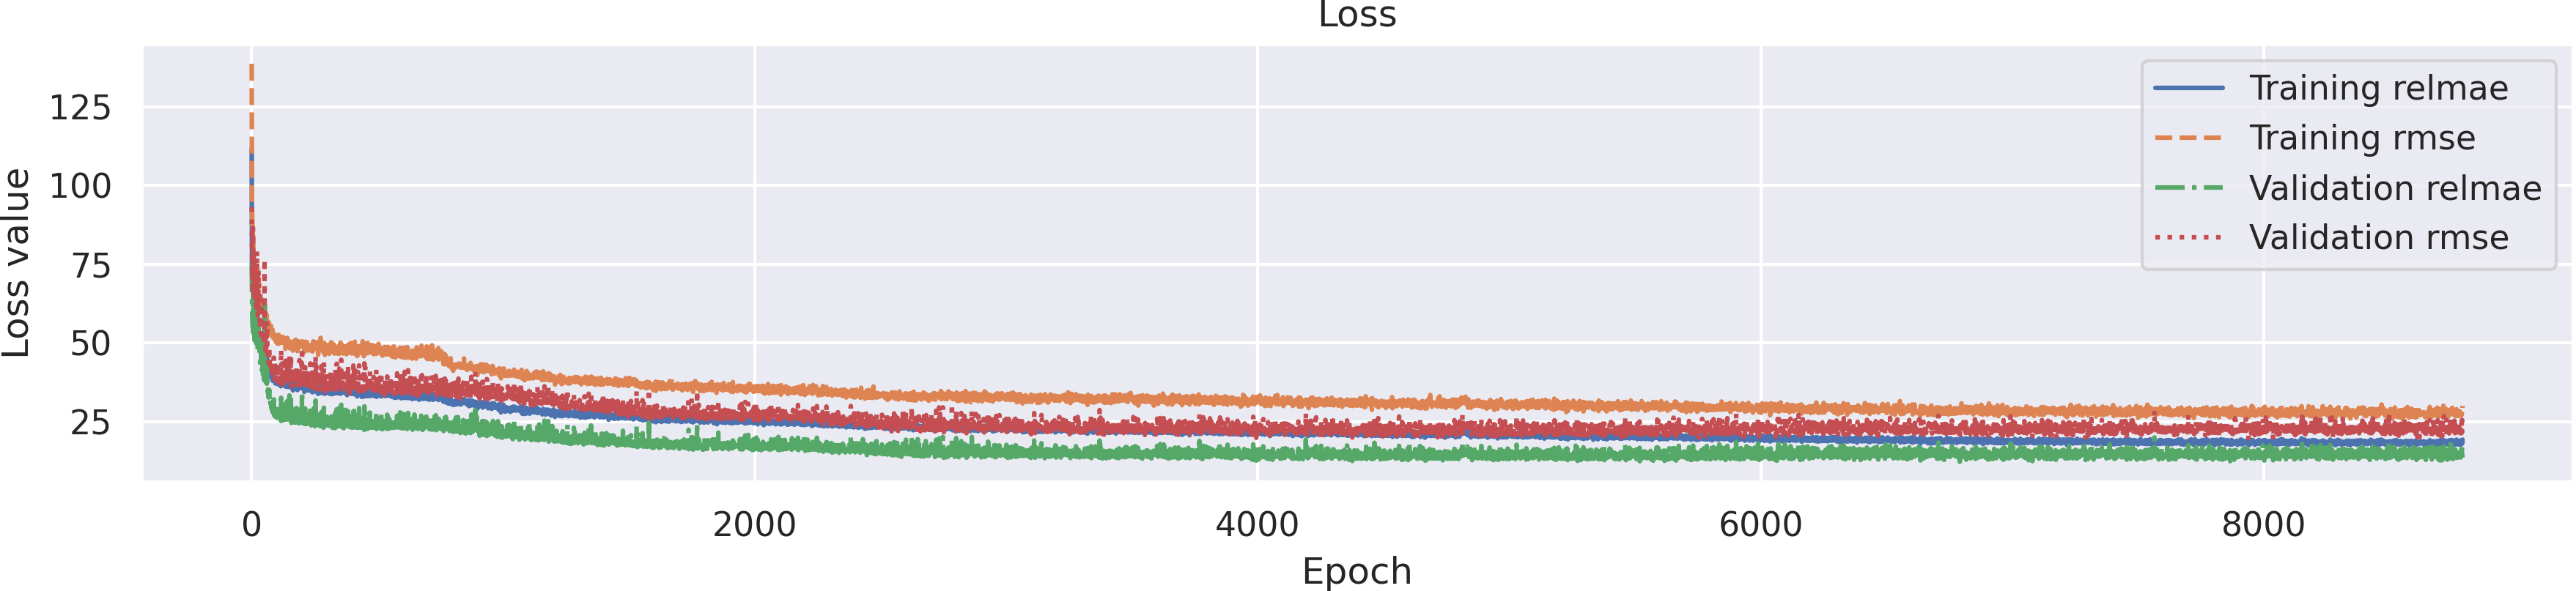 Loss
Loss value
125
100
75
50
25
Training relmae
Training rmse
Validation relmae
Validation rmse
0 2000 4000 6000 8000
Epoch